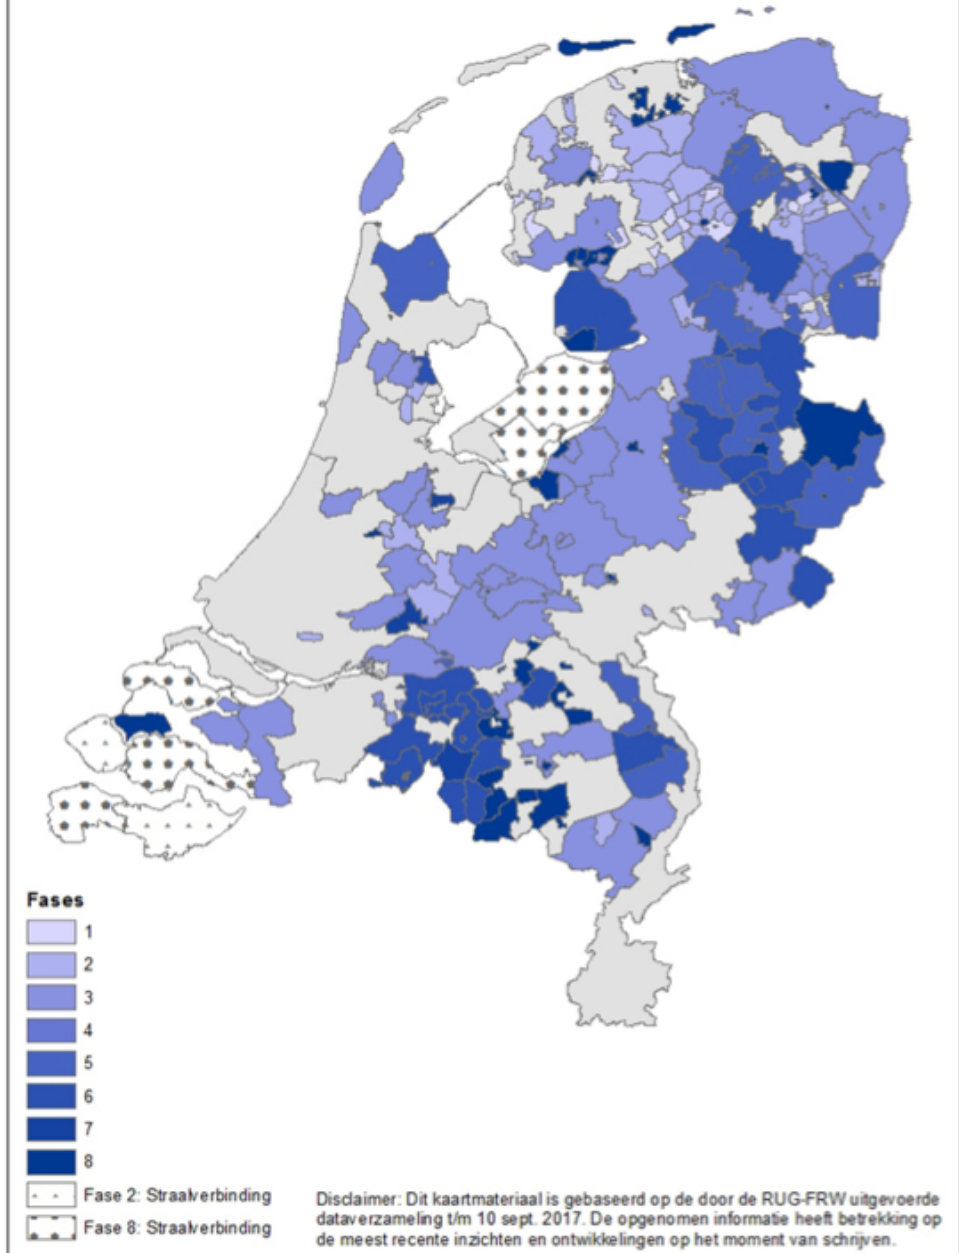 Fases
1
2
3
4
5
6
7
8
Fase 2: Straalverbinding
Fase 8: Straalverbinding
Disclaimer: Dit kaartmateriaal is gebaseerd op de door de RUG-FRW uitgevoerde
dataverzameling t/m 10 sept. 2017. De opgenomen informatie heeft betrekking op
de meest recente inzichten en ontwikkelingen op het moment van schrijven.